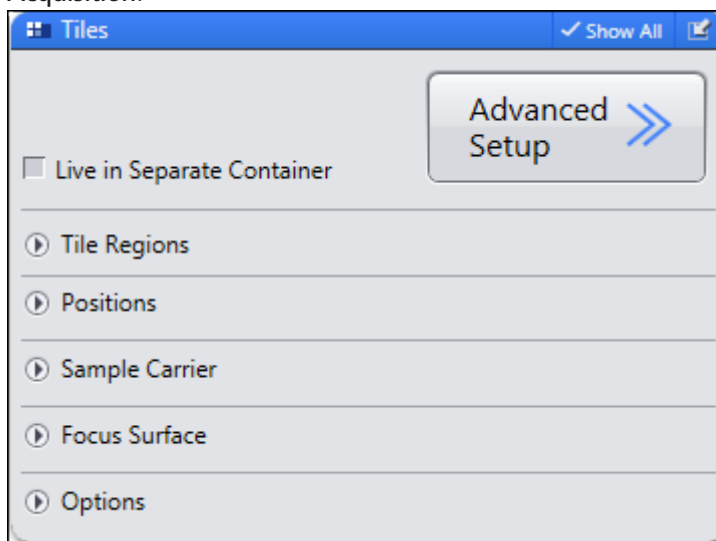 Tiles
Show All
Advanced
Setup
Live in Separate Container
Tile Regions
Positions
Sample Carrier
Focus Surface
Options